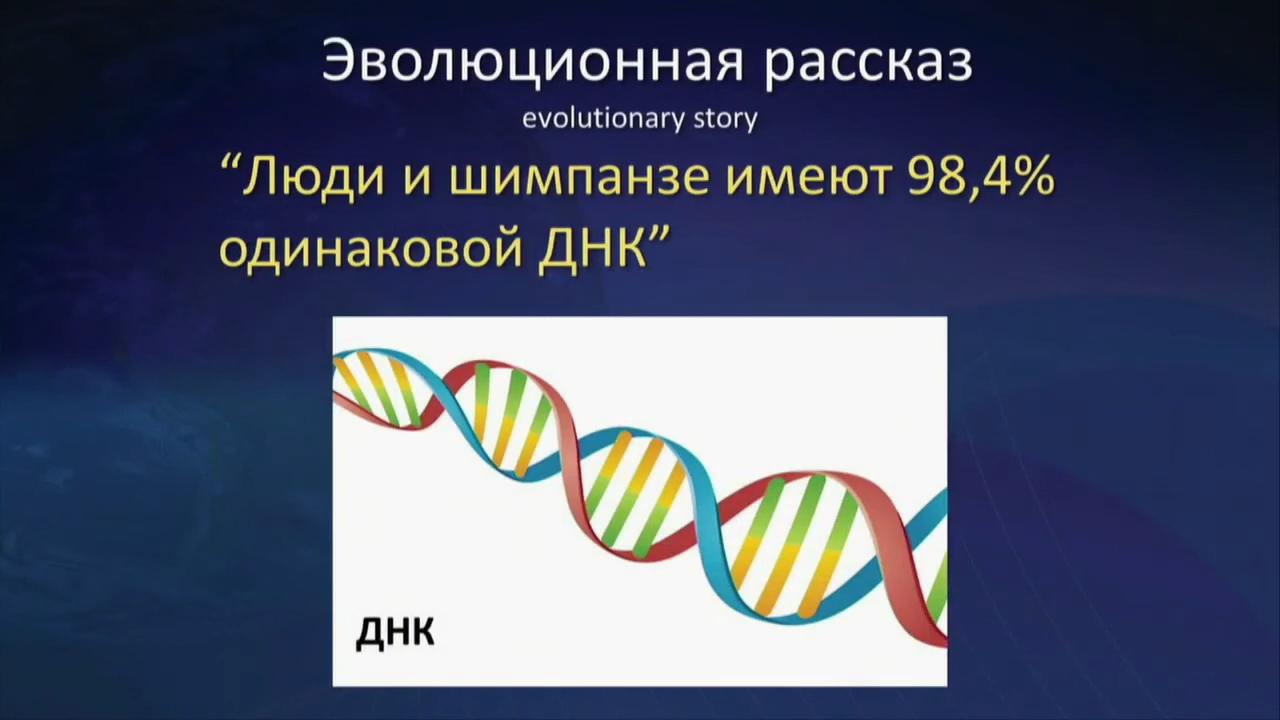 Эволюционная рассказ
evolutionary story
“Люди и шимпанзе имеют 98,4%
одинаковой ДНК”
ДНК